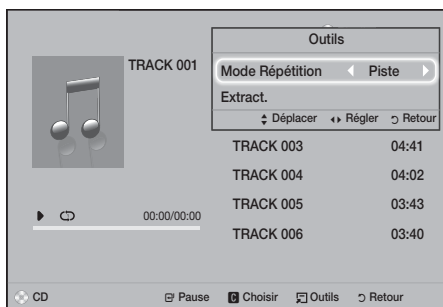 Outils
TRACK 001
Mode Répétition Piste
Extract.
Déplacer Régler Retour
TRACK 003 04:41
TRACK 004 04:02
TRACK 005 03:43
TRACK 006 03:40
00:00/00:00
CD Pause C Choisir Outils Retour